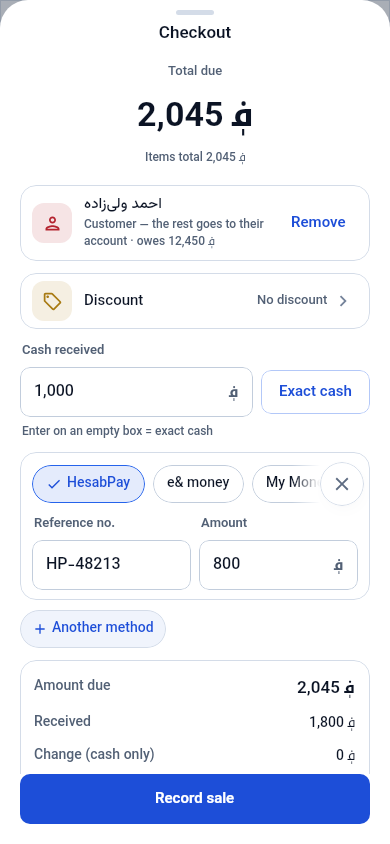 Checkout
Total due
2,045 ؋
Items total 2,045 ؋
احمد ولی‌زاده
Customer — the rest goes to their
account · owes 12,450 ؋
Remove
Discount
No discount
Cash received
1,000 ؋
Exact cash
Enter on an empty box = exact cash
HesabPay
e& money
My Mon
Reference no.
Amount
HP-48213
800 ؋
+ Another method
Amount due
2,045 ؋
Received
1,800 ؋
Change (cash only)
0 ؋
Record sale